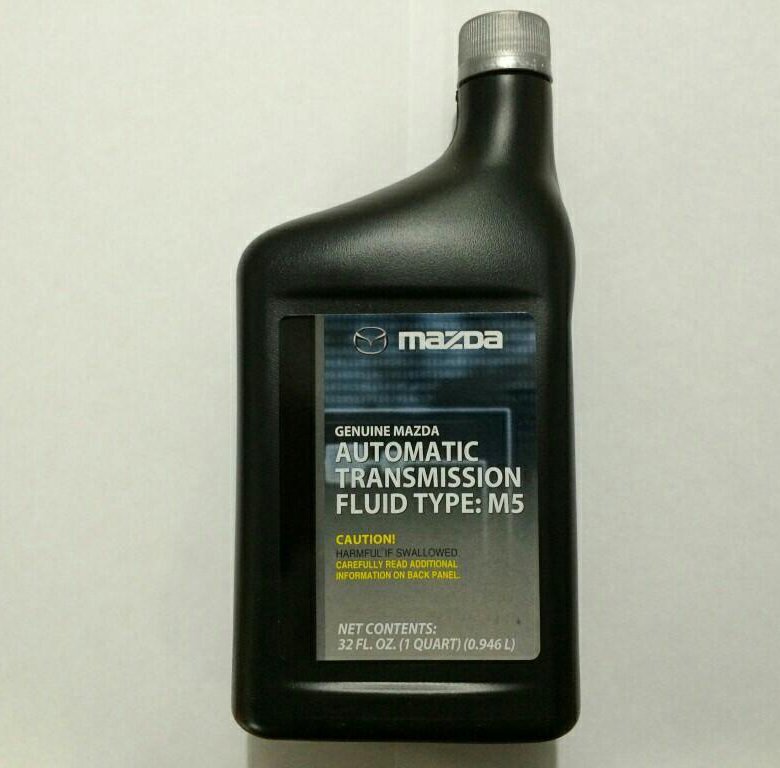 mazda
GENUINE MAZDA
AUTOMATIC
TRANSMISSION
FLUID TYPE: M5
CAUTION!
HARMFUL IF SWALLOWED.
CAREFULLY READ ADDITIONAL
INFORMATION ON BACK PANEL.
NET CONTENTS:
32 FL. OZ. (1 QUART) (0.946 L)